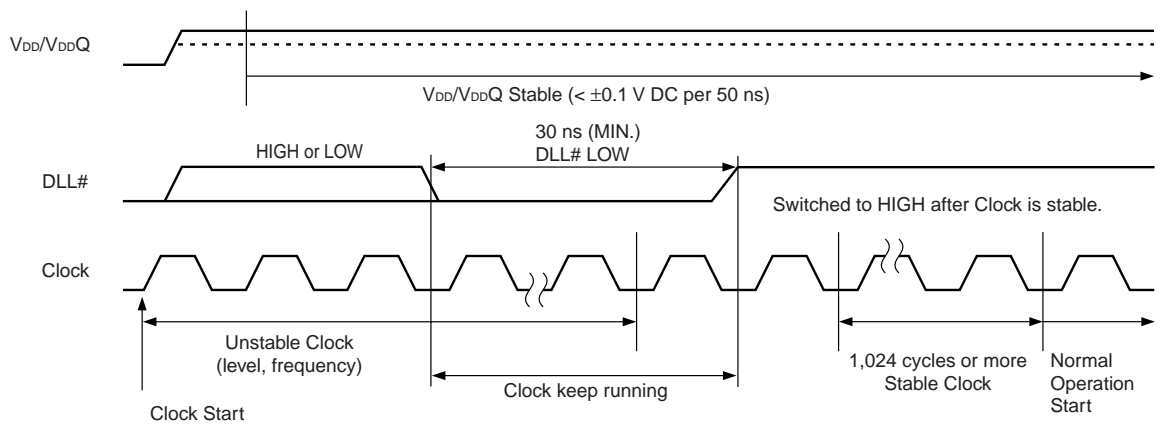 VDD/VDDQ
VDD/VDDQ Stable (< ±0.1 V DC per 50 ns)
30 ns (MIN.)
DLL# LOW
HIGH or LOW
DLL#
Switched to HIGH after Clock is stable.
Clock
Unstable Clock
(level, frequency)
Clock keep running
1,024 cycles or more
Stable Clock
Normal
Operation
Start
Clock Start